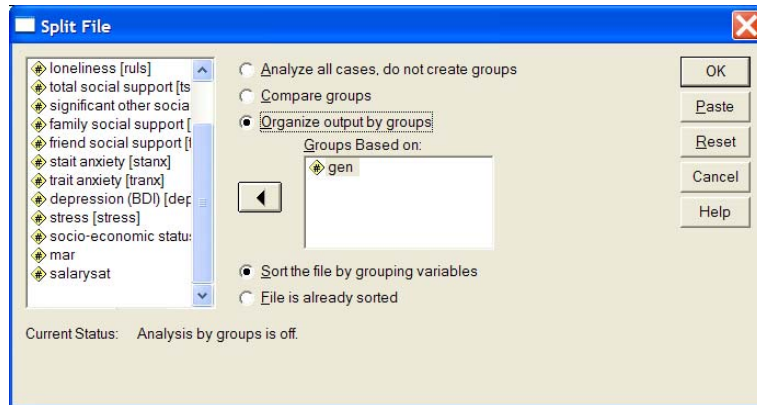 Split File
loneliness [ruls]
total social support [ts
significant other socia
family social support [
friend social support [f
stait anxiety [stanx]
trait anxiety [tranx]
depression (BDI) [dep
stress [stress]
socio-economic statu
mar
salarysat
Analyze all cases, do not create groups
Compare groups
Organize output by groups
Groups Based on:
gen
Sort the file by grouping variables
File is already sorted
OK
Paste
Reset
Cancel
Help
Current Status: Analysis by groups is off.